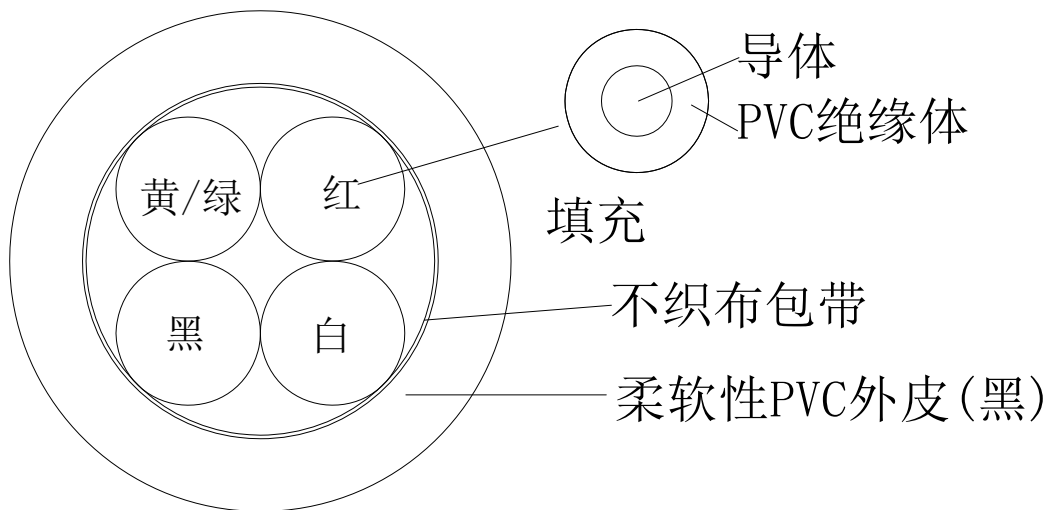 导体
PVC绝缘体
黄/绿
红
填充
不织布包带
黑
白
柔软性PVC外皮(黑)